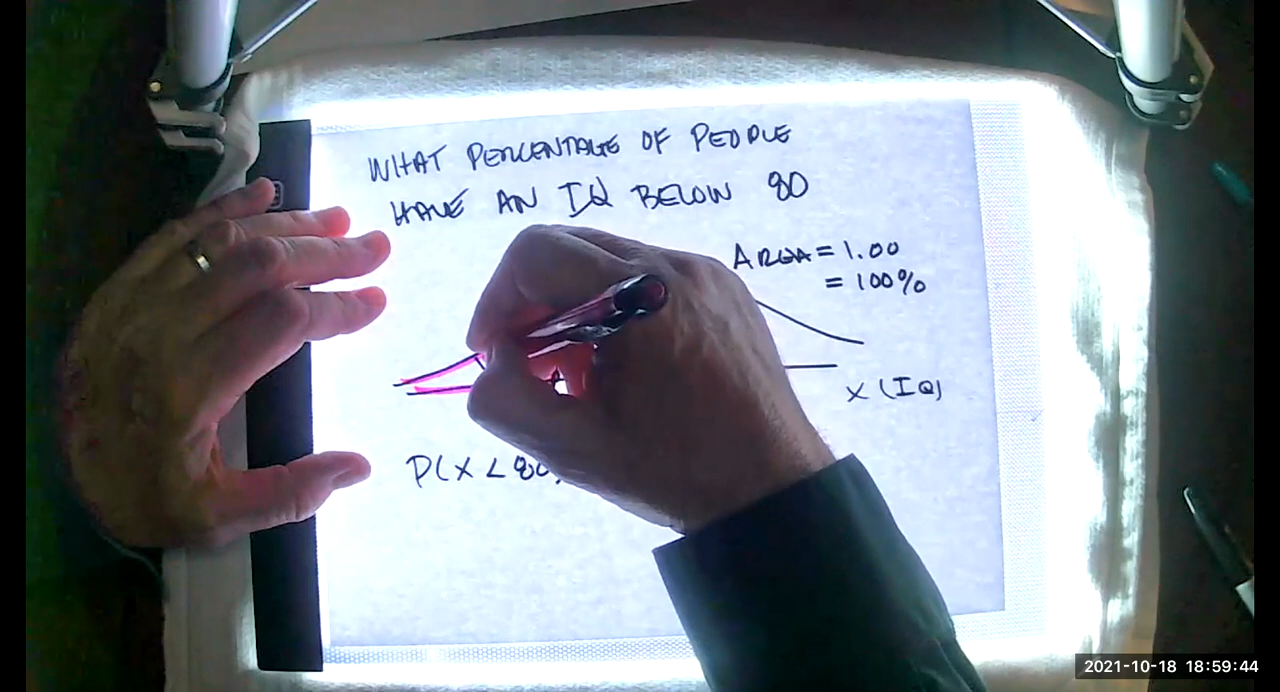 WHAT PERCENTAGE OF PEOPLE
HAVE AN IQ BELOW 80
AREA = 1.00
= 100%
X (IQ)
P(X < 80)
2021-10-18 18:59:44